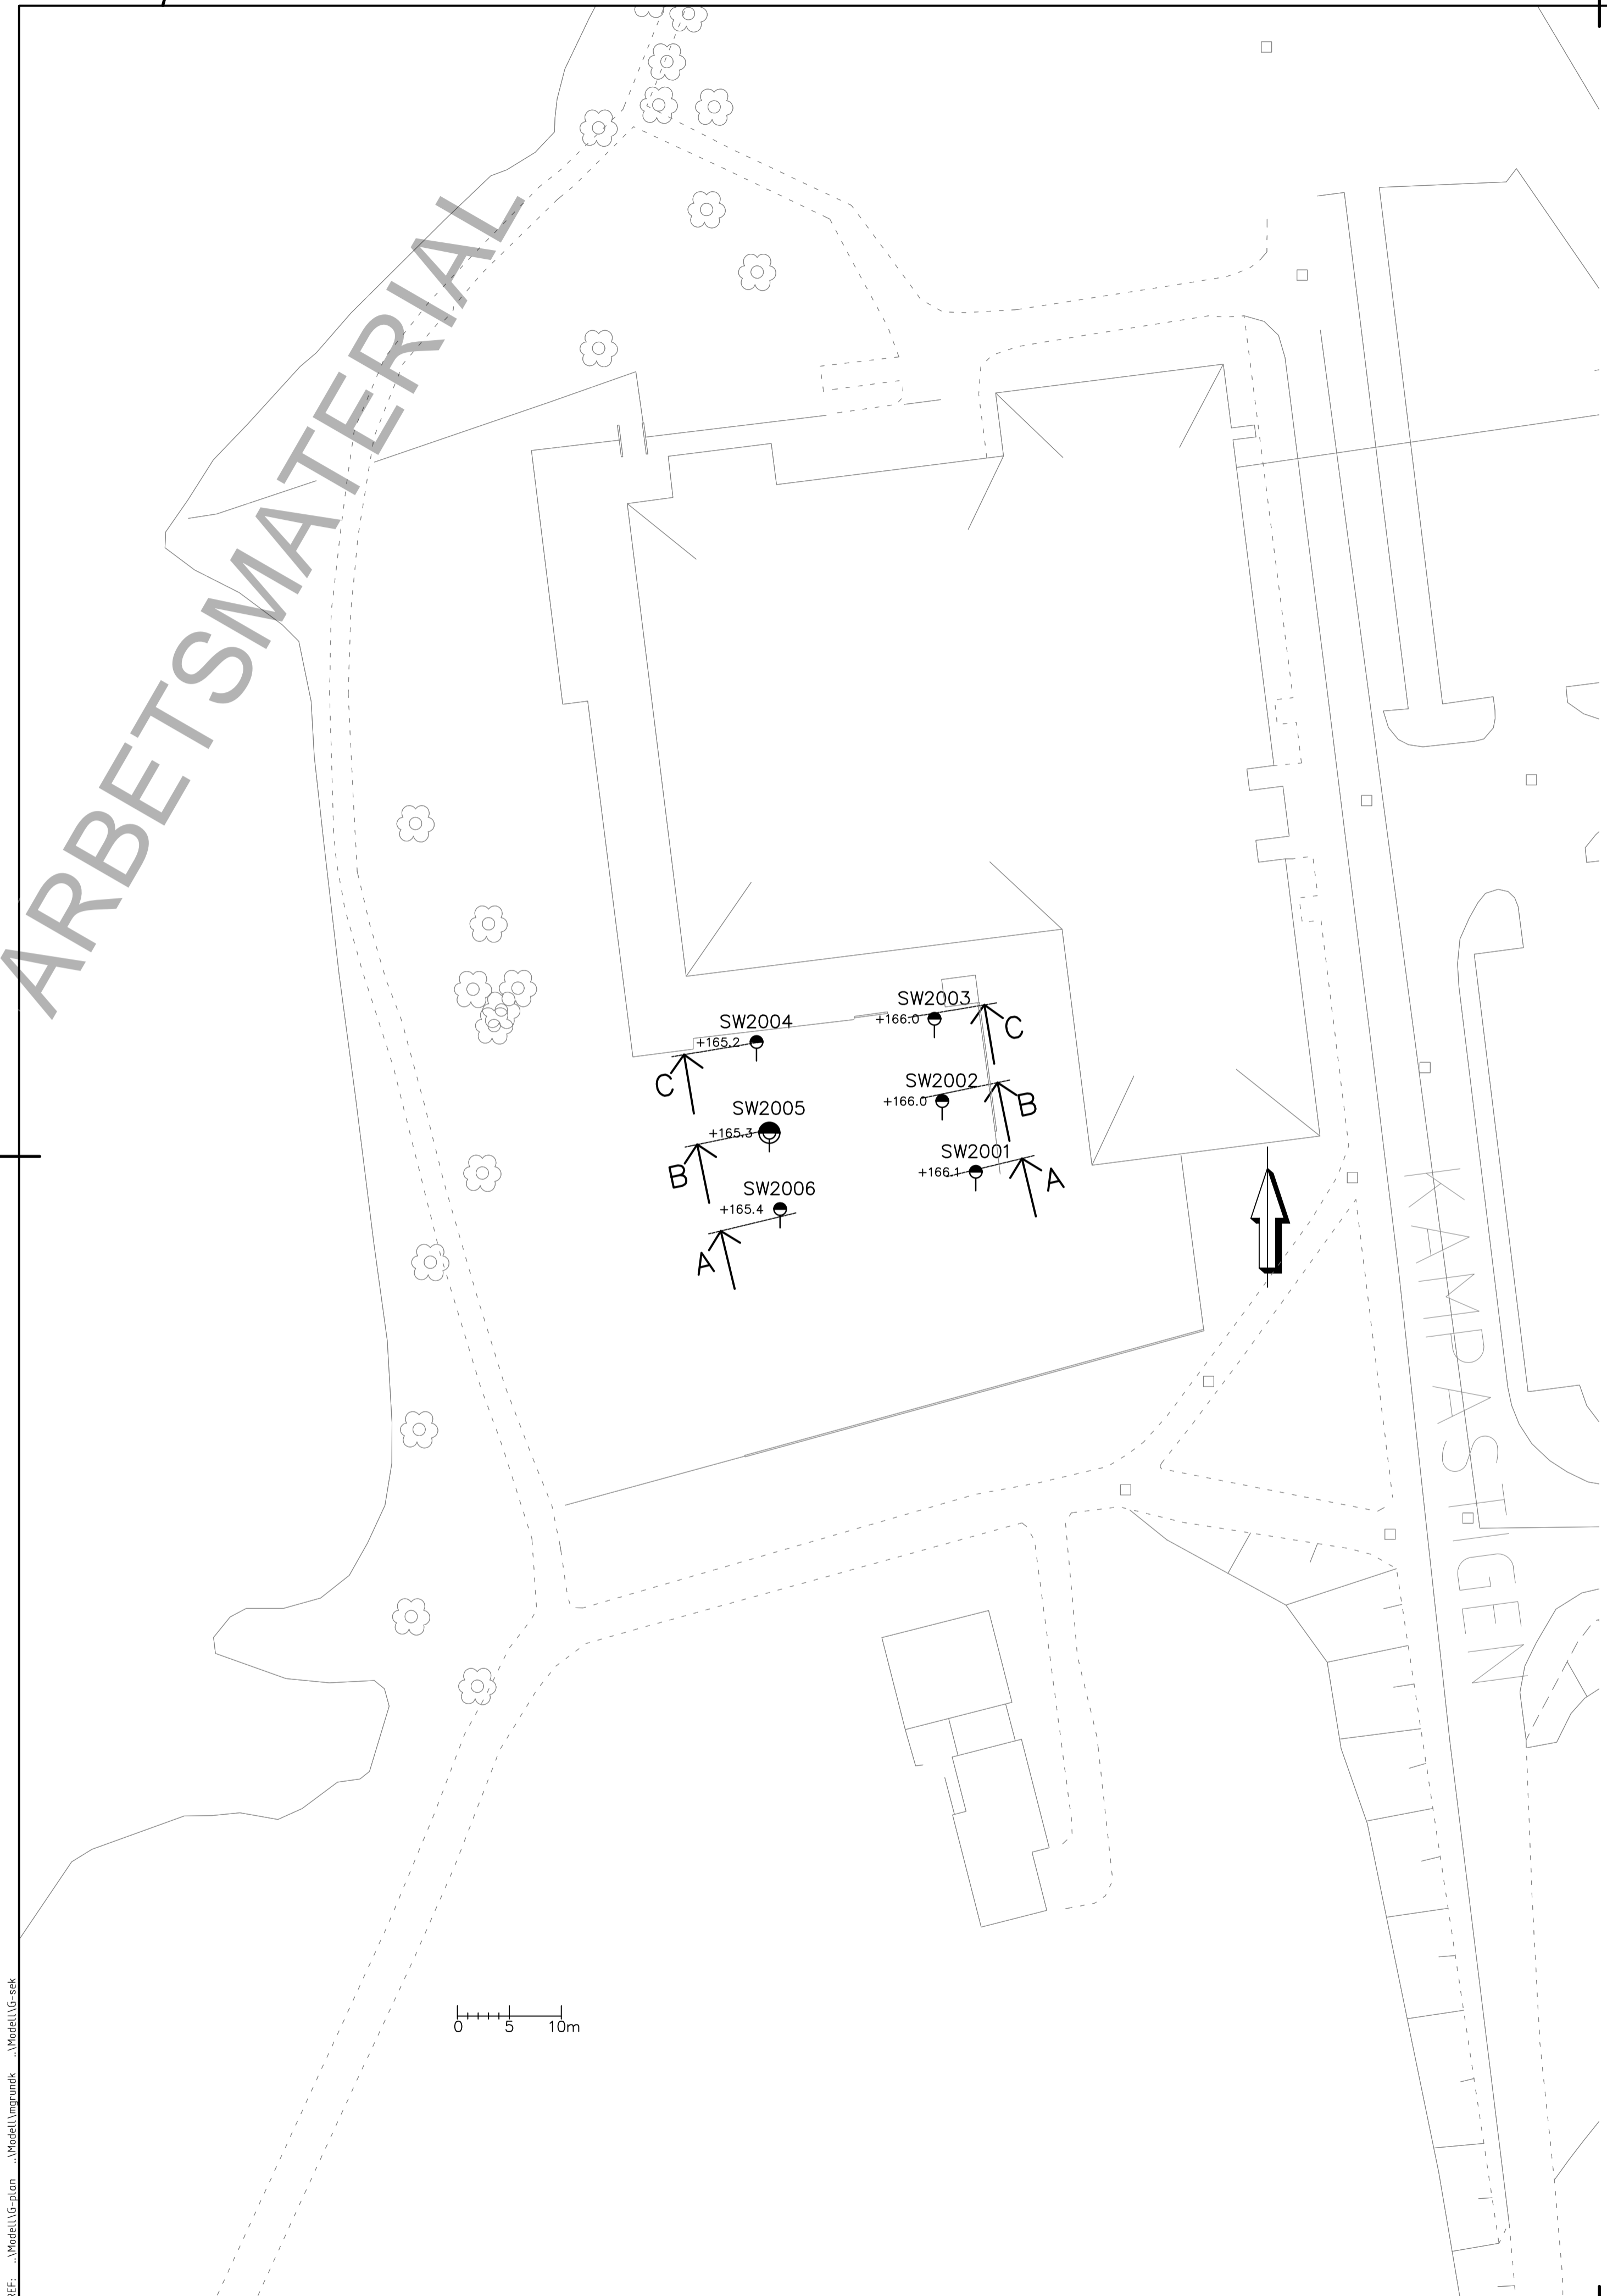 ARBETSMATERIAL
SW2003
+166.0
C
SW2004
+165.2
C
SW2002
+166.0
B
SW2005
+165.3
B
SW2001
+166.1
A
SW2006
+165.4
A
KAMPASTIGEN
0 5 10m
REF: ..\Modell\G-plan ..\Modell\mgrundk ..\Modell\G-sek